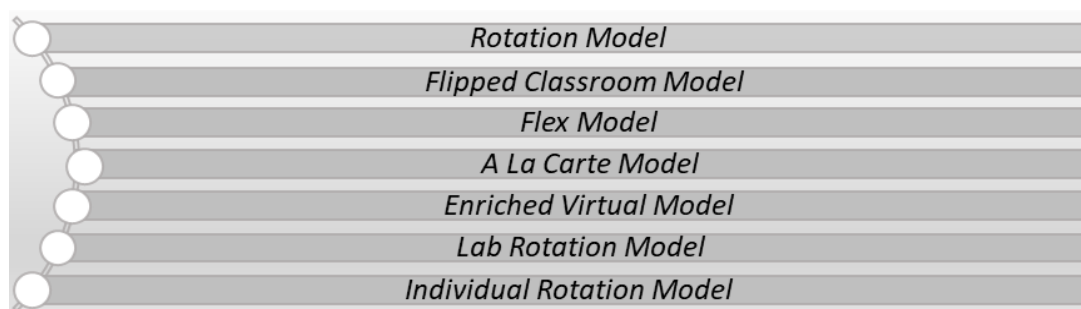 Rotation Model
Flipped Classroom Model
Flex Model
A La Carte Model
Enriched Virtual Model
Lab Rotation Model
Individual Rotation Model